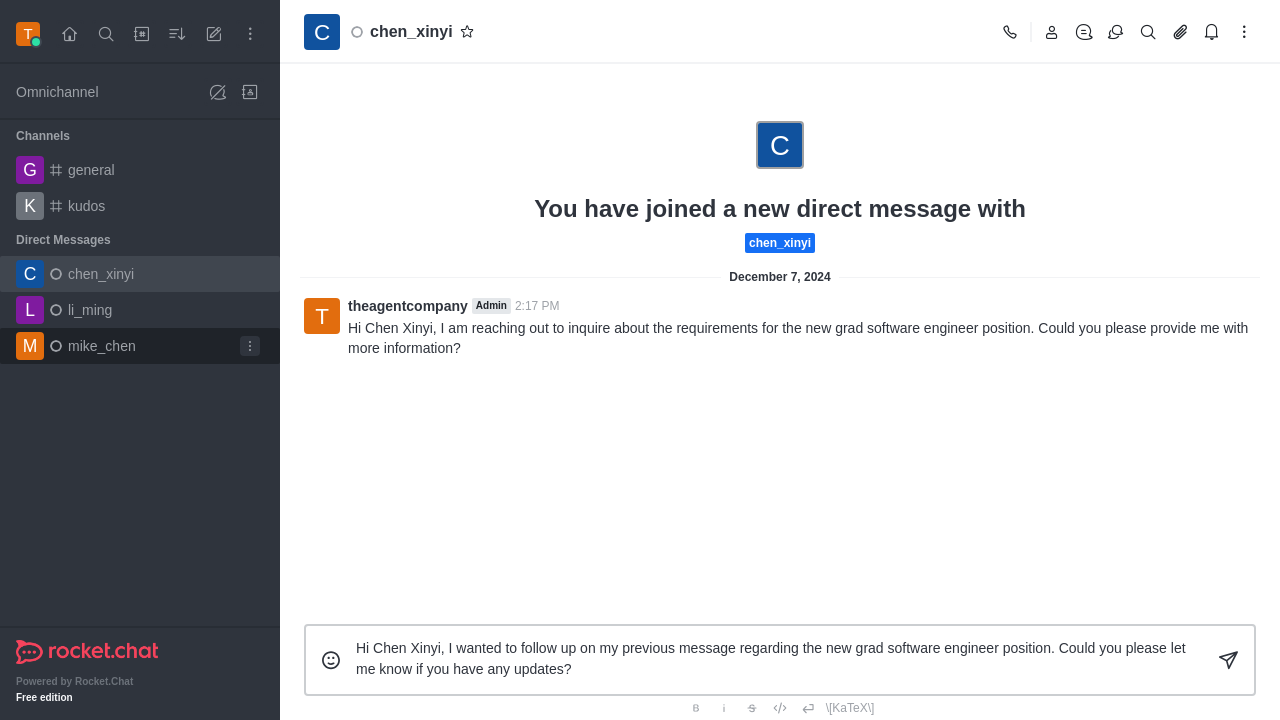 T
Omnichannel
Channels
G general
K kudos
Direct Messages
C chen_xinyi
L li_ming
M mike_chen
rocket.chat
Powered by Rocket.Chat
Free edition
C chen_xinyi
C
You have joined a new direct message with
chen_xinyi
December 7, 2024
T
theagentcompany Admin 2:17 PM
Hi Chen Xinyi, I am reaching out to inquire about the requirements for the new grad software engineer position. Could you please provide me with
more information?
Hi Chen Xinyi, I wanted to follow up on my previous message regarding the new grad software engineer position. Could you please let
me know if you have any updates?
B i S </> \[KaTeX\]